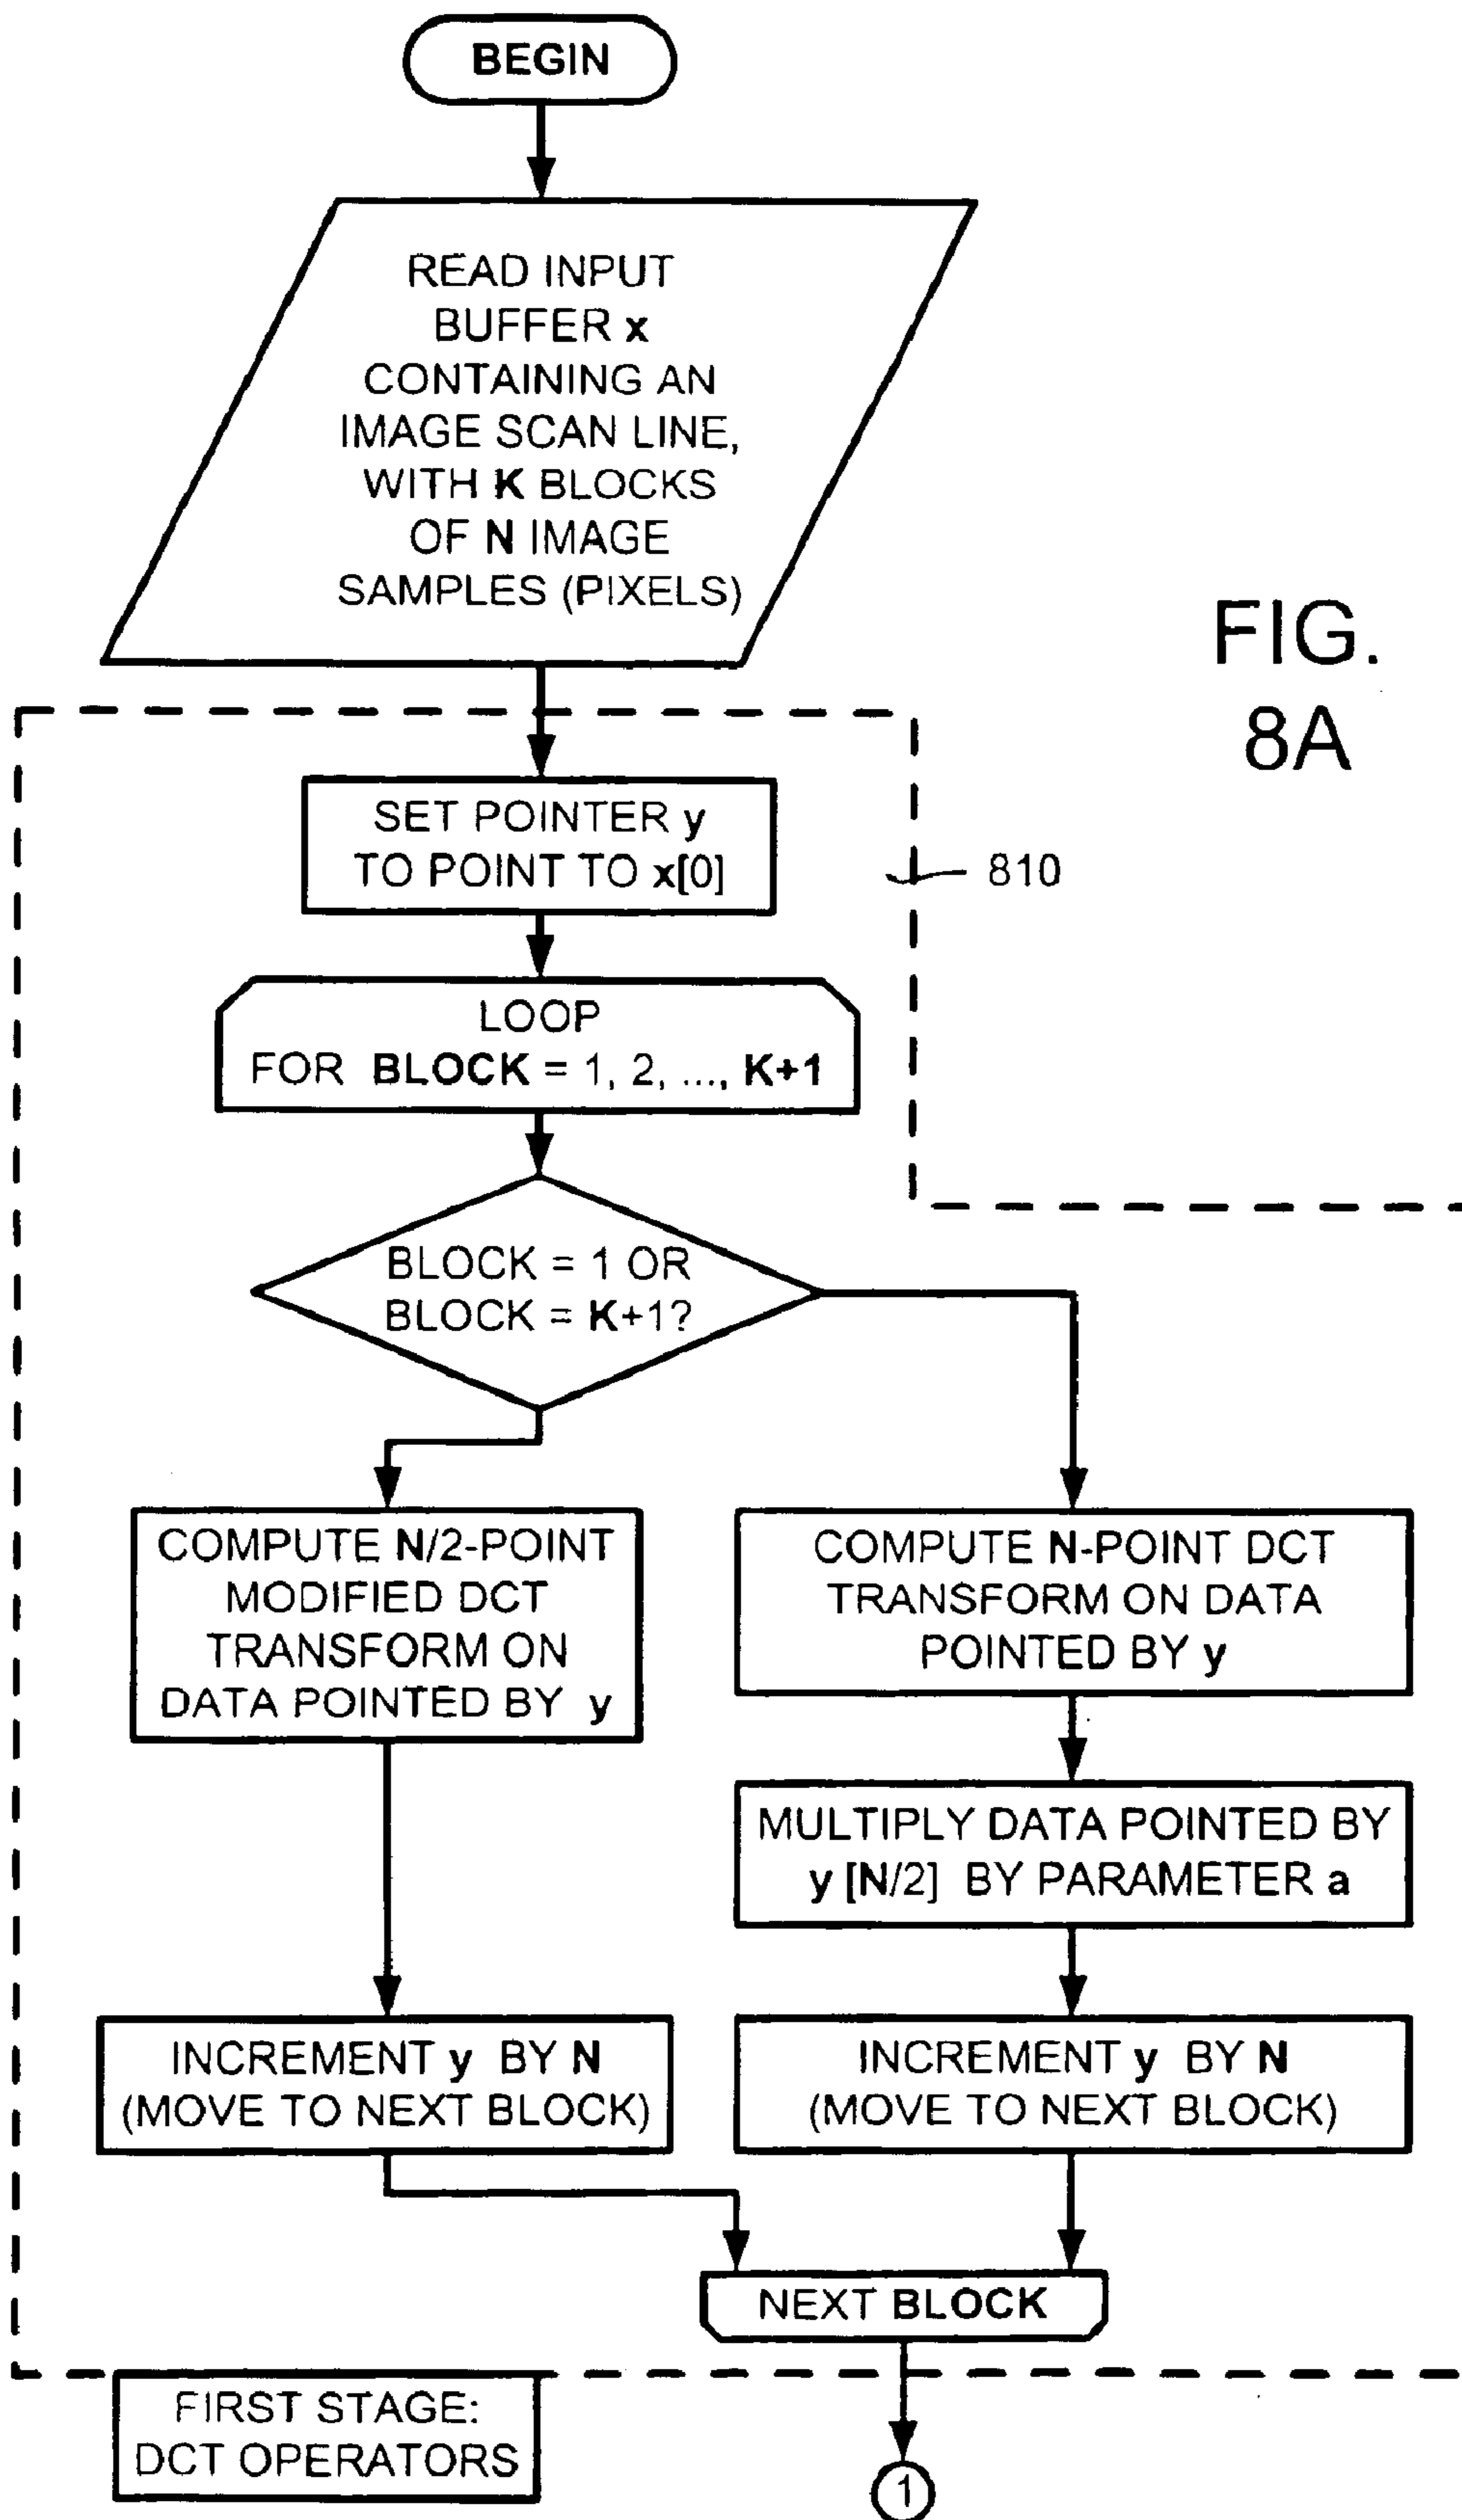 BEGIN
READ INPUT
BUFFER x
CONTAINING AN
IMAGE SCAN LINE,
WITH K BLOCKS
OF N IMAGE
SAMPLES (PIXELS)
FIG.
8A
SET POINTER y
TO POINT TO x[0]
810
LOOP
FOR BLOCK = 1, 2, ..., K+1
BLOCK = 1 OR
BLOCK = K+1?
COMPUTE N/2-POINT
MODIFIED DCT
TRANSFORM ON
DATA POINTED BY y
COMPUTE N-POINT DCT
TRANSFORM ON DATA
POINTED BY y
MULTIPLY DATA POINTED BY
y [N/2] BY PARAMETER a
INCREMENT y BY N
(MOVE TO NEXT BLOCK)
INCREMENT y BY N
(MOVE TO NEXT BLOCK)
NEXT BLOCK
FIRST STAGE:
DCT OPERATORS
1